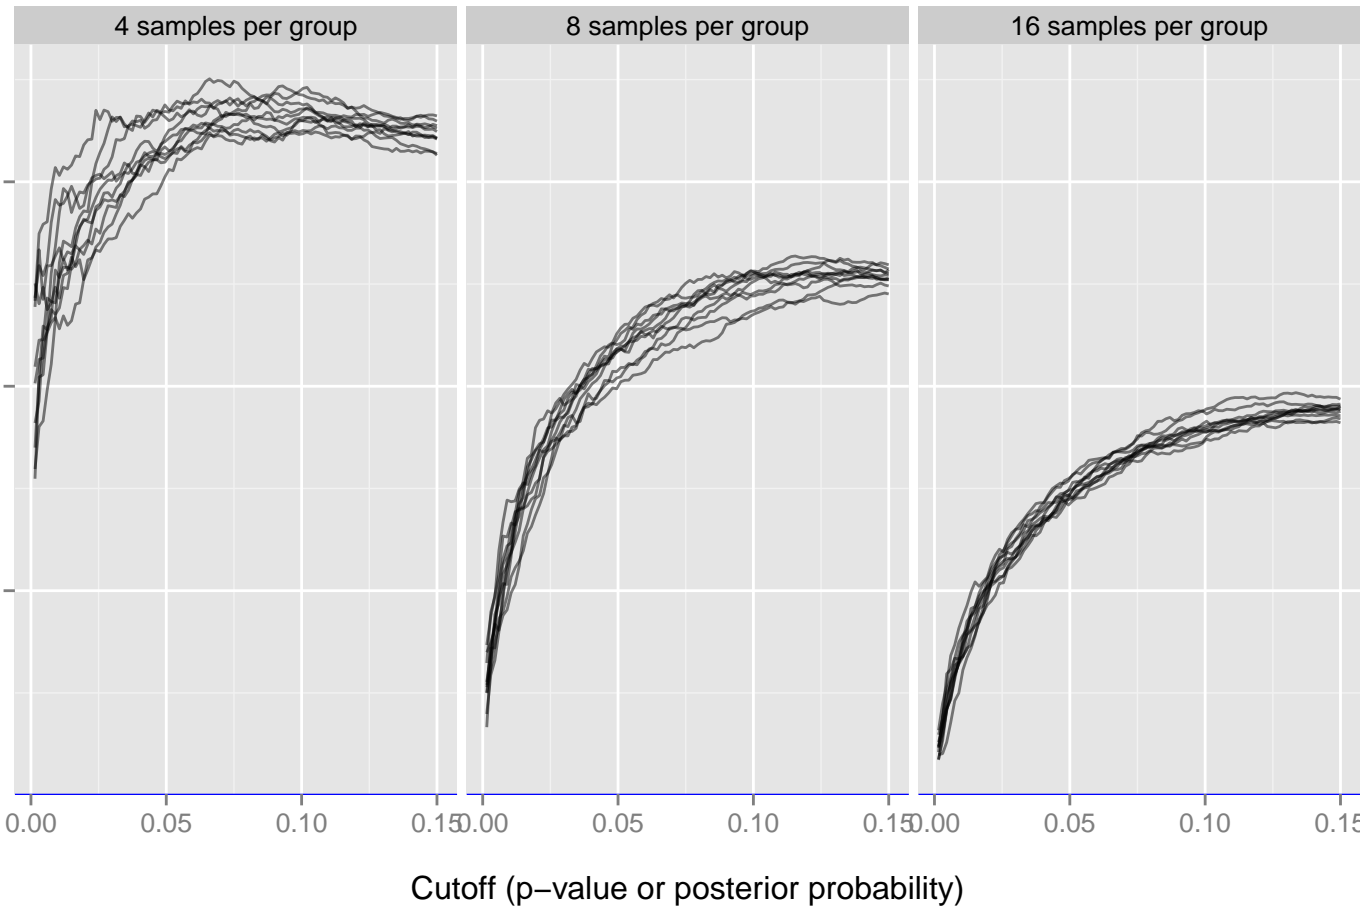 4 samples per group 8 samples per group 16 samples per group
0.00 0.05 0.10 0.15 0.00 0.05 0.10 0.15 0.00 0.05 0.10 0.15
Cutoff (p−value or posterior probability)